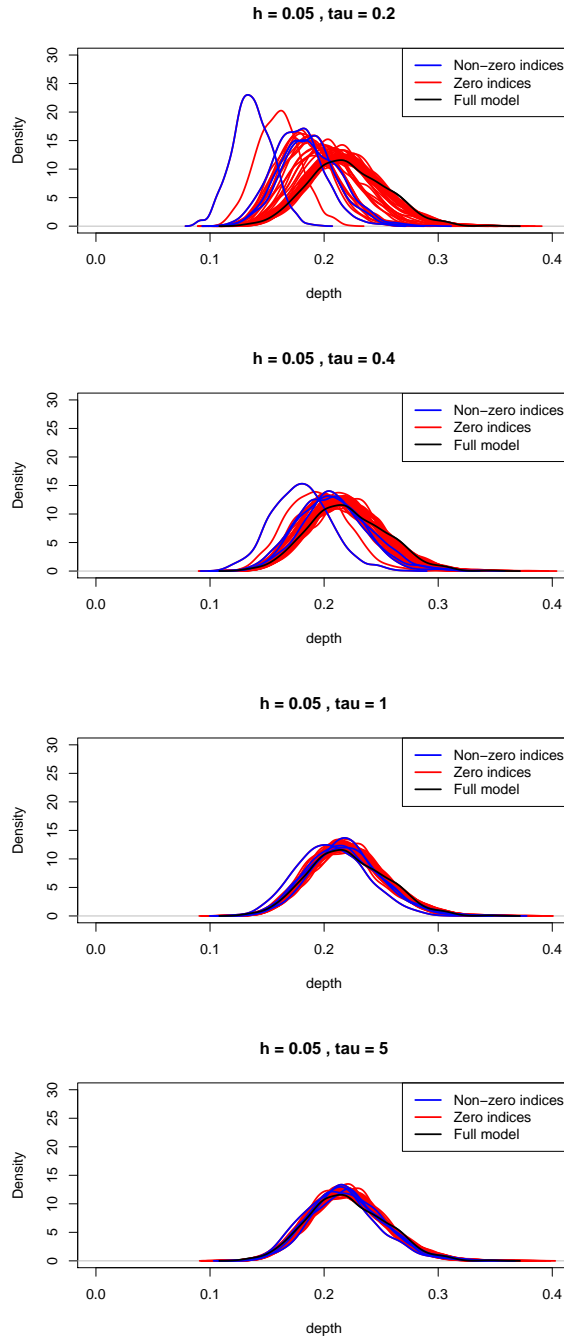 h = 0.05 , tau = 0.2
Density
30
25
20
15
10
5
0
Non−zero indices
Zero indices
Full model
0.0 0.1 0.2 0.3 0.4
depth
h = 0.05 , tau = 0.4
Density
30
25
20
15
10
5
0
Non−zero indices
Zero indices
Full model
0.0 0.1 0.2 0.3 0.4
depth
h = 0.05 , tau = 1
Density
30
25
20
15
10
5
0
Non−zero indices
Zero indices
Full model
0.0 0.1 0.2 0.3 0.4
depth
h = 0.05 , tau = 5
Density
30
25
20
15
10
5
0
Non−zero indices
Zero indices
Full model
0.0 0.1 0.2 0.3 0.4
depth